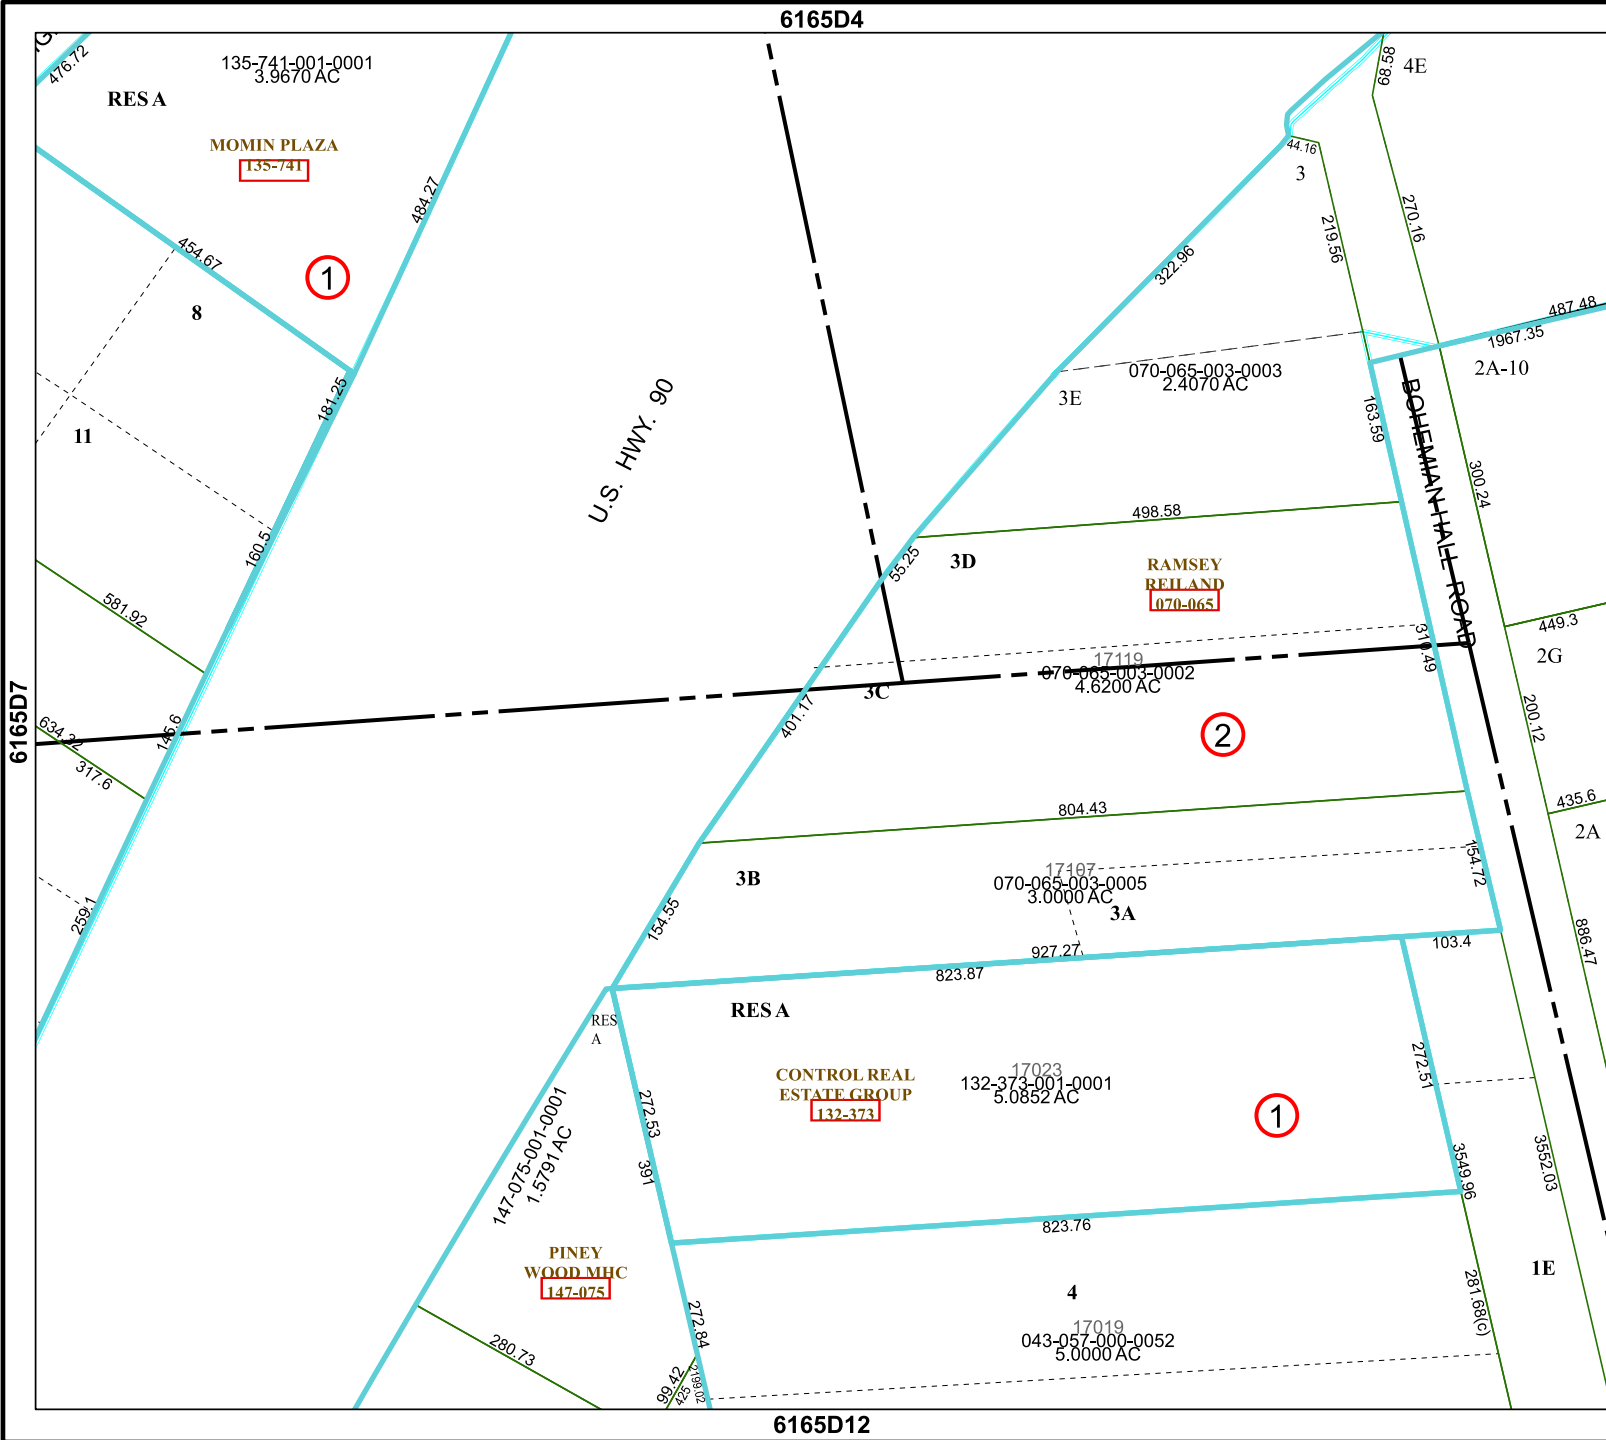 6165D4
476.72
135-741-001-0001
3.9670 AC
RES A
MOMIN PLAZA
135-741
484.27
1
454.67
8
11
181.25
160.5
581.92
634.32
317.6
145.6
259.1
6165D7
U.S. HWY. 90
68.58
4E
44.16
3
219.56
270.16
322.96
487.48
1967.35
2A-10
070-065-003-0003
2.4070 AC
3E
163.59
BOHEMIAN HALL ROAD
300.24
498.58
55.25
3D
RAMSEY
REILAND
070-065
310.49
449.3
2G
17119
070-065-003-0002
4.6200 AC
3C
401.17
2
200.12
804.43
435.6
2A
154.72
3B
17107
070-065-003-0005
3.0000 AC
3A
154.55
927.27
103.4
823.87
886.47
RES A
RES
A
CONTROL REAL
ESTATE GROUP
132-373
17023
132-373-001-0001
5.0852 AC
1
272.51
272.53
391
147-075-001-0001
1.5791 AC
3549.96
3552.03
823.76
PINEY
WOOD MHC
147-075
1E
4
281.68(c)
272.84
17019
043-057-000-0052
5.0000 AC
280.73
99.42
425
2199.02
6165D12